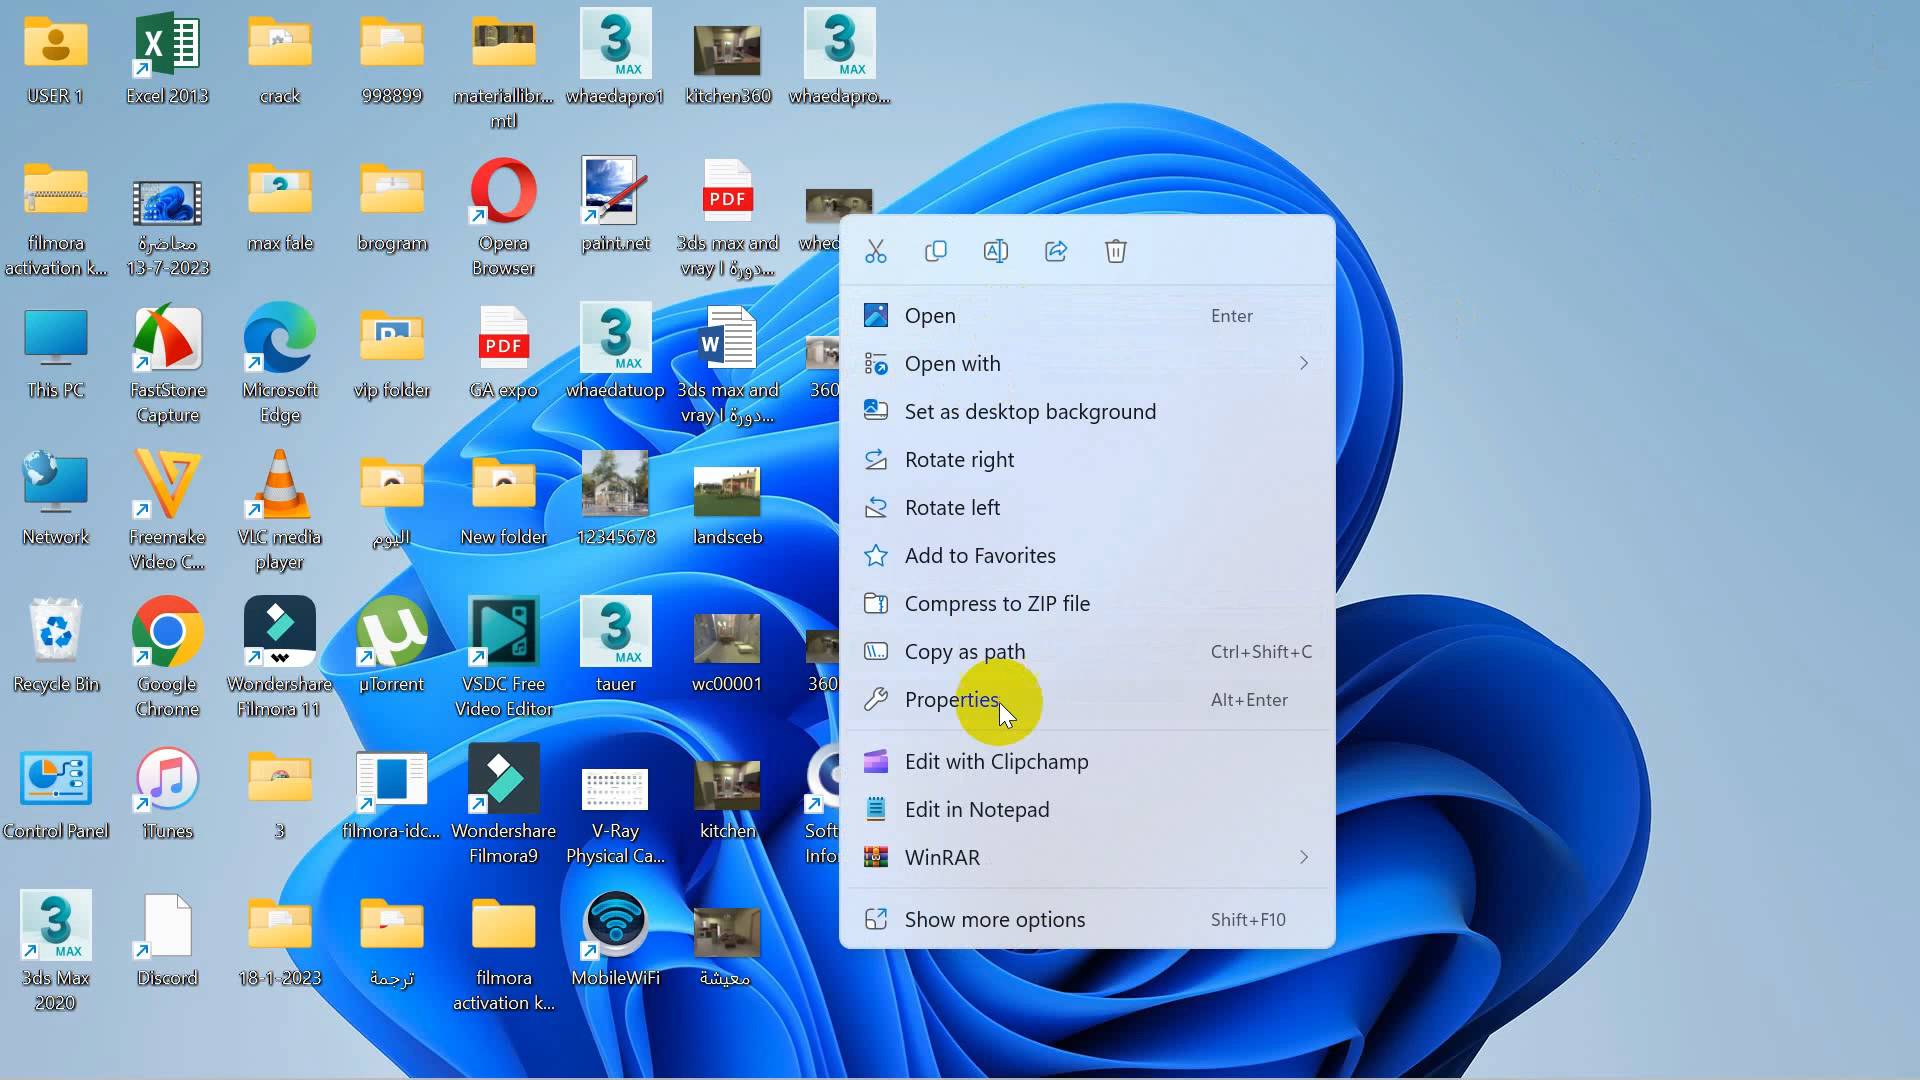 USER 1
Excel 2013
crack
998899
materiallibr...
mtl
whaedapro1
kitchen360
whaedapro...
filmora
activation k...
محاضرة
13-7-2023
max fale
brogram
Opera
Browser
paint.net
3ds max and
vray دورة ا...
whed
This PC
FastStone
Capture
Microsoft
Edge
vip folder
GA expo
whaedatuop
3ds max and
vray دورة ا...
360
Network
Freemake
Video C...
VLC media
player
اليوم
New folder
12345678
landsceb
Recycle Bin
Google
Chrome
Wondershare
Filmora 11
µTorrent
VSDC Free
Video Editor
tauer
wc00001
360
Control Panel
iTunes
3
filmora-idc...
Wondershare
Filmora9
V-Ray
Physical Ca...
kitchen
Soft
Info
3ds Max
2020
Discord
18-1-2023
ترجمة
filmora
activation k...
MobileWiFi
معيشة
Open Enter
Open with
Set as desktop background
Rotate right
Rotate left
Add to Favorites
Compress to ZIP file
Copy as path Ctrl+Shift+C
Properties Alt+Enter
Edit with Clipchamp
Edit in Notepad
WinRAR
Show more options Shift+F10